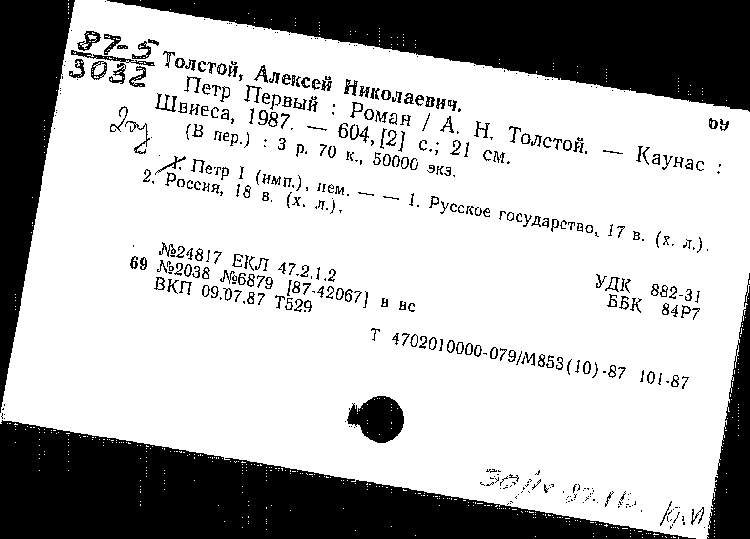 87-5
3032
Толстой, Алексей Николаевич.
Петр Первый : Роман / А. Н. Толстой. — Каунас :
Швиеса, 1987. — 604, [2] с.; 21 см.
(В пер.) : 3 р. 70 к., 50000 экз.
1. Петр I (имп.), нем. — — 1. Русское государство, 17 в. (х. л.).
2. Россия, 18 в. (х. л.).
№24817 ЕКЛ 47.2.1.2
69 №2038 №6879 [87-42067] в вс
ВКП 09.07.87 Т529
УДК 882-31
ББК 84Р7
Т 4702010000-079/М853(10)-87 101-87